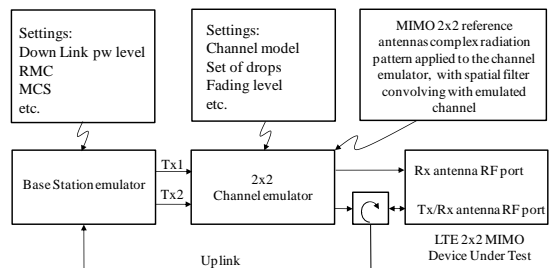 Settings:
Down Link pw level
RMC
MCS
etc.
Settings:
Channel model
Set of drops
Fading level
etc.
MIMO 2x2 reference
antennas complex radiation
pattern applied to the channel
emulator, with spatial filter
convolving with emulated
channel
Base Station emulator
Tx1
Tx2
2x2
Channel emulator
Rx antenna RF port
Tx/Rx antenna RF port
LTE 2x2 MIMO
Device Under Test
Uplink